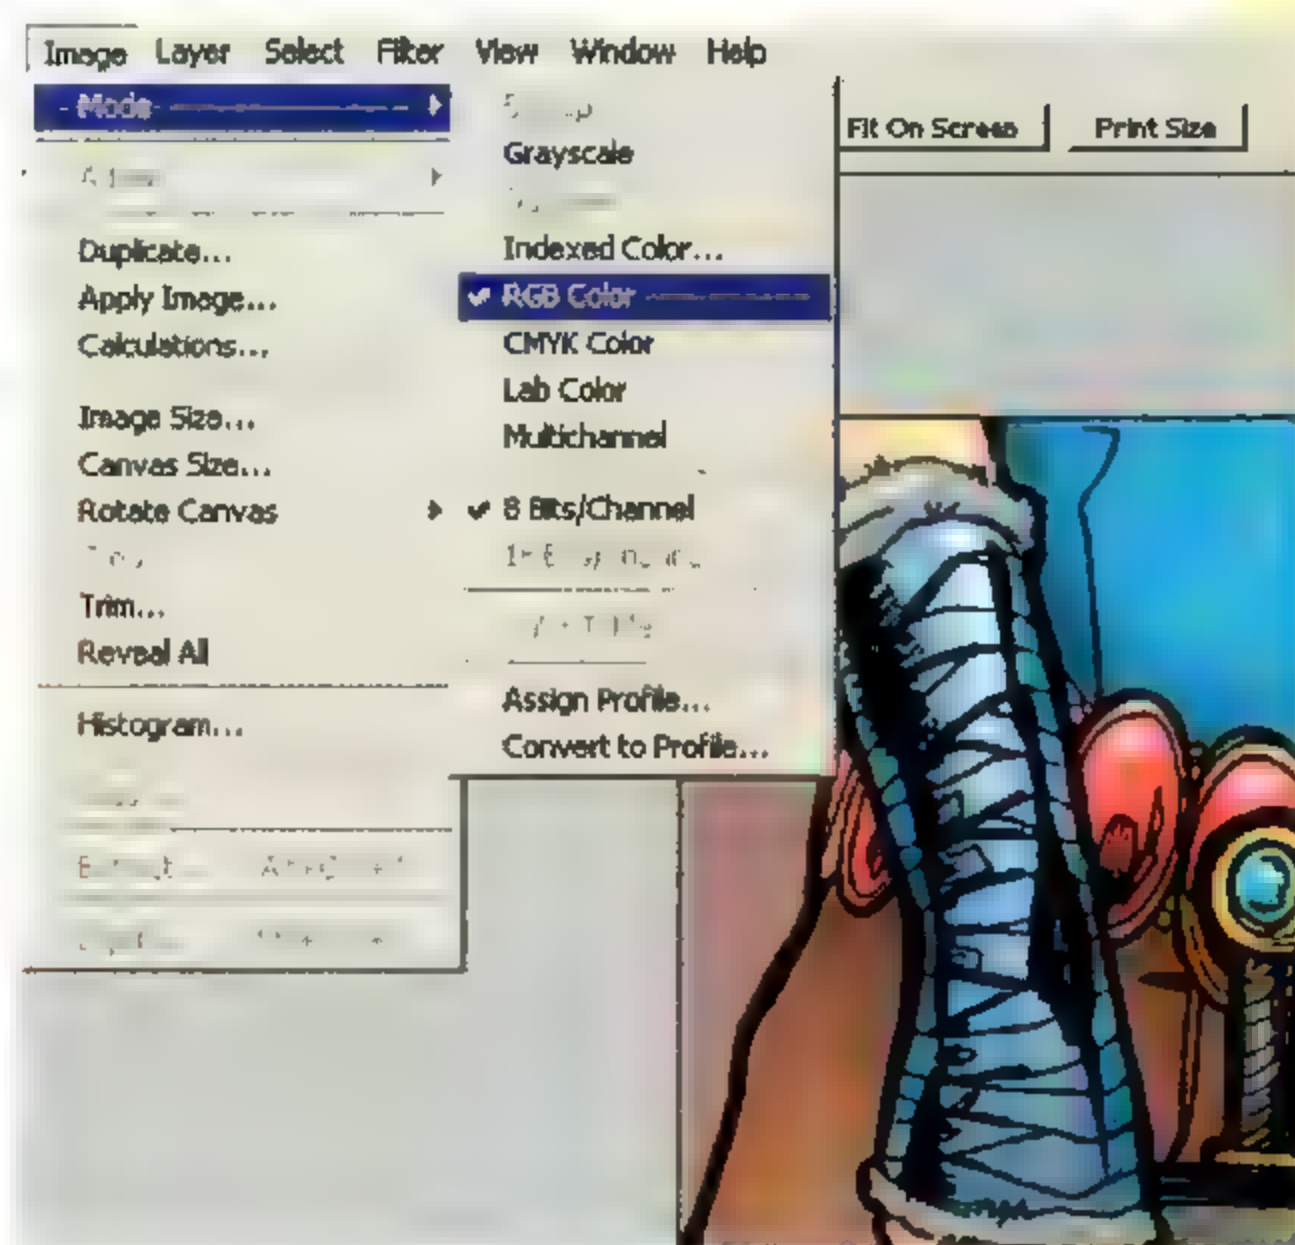 Image Layer Select Filter View Window Help
Mode
Duplicate...
Apply Image...
Calculations...
Image Size...
Canvas Size...
Rotate Canvas
Trim...
Reveal All
Histogram...
Grayscale
Indexed Color...
RGB Color
CMYK Color
Lab Color
Multichannel
8 Bits/Channel
Assign Profile...
Convert to Profile...
Fit On Screen Print Size